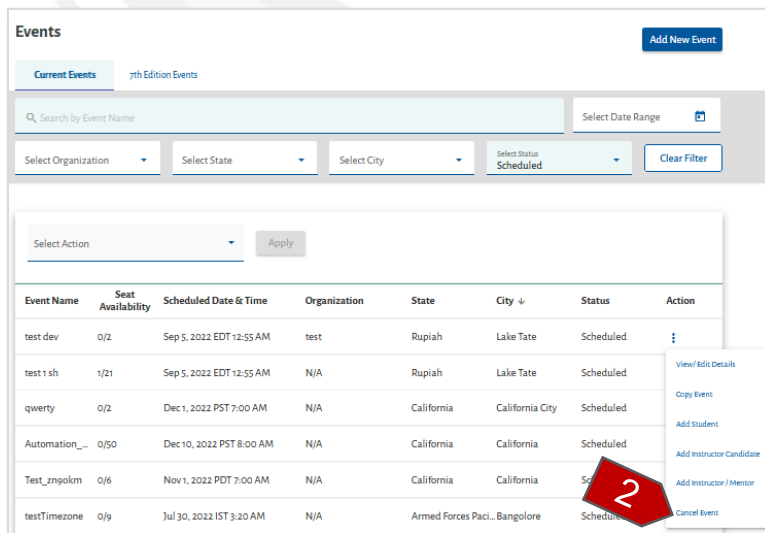 Events
Add New Event
Current Events 7th Edition Events
Search by Event Name Select Date Range
Select Organization Select State Select City Select Status Scheduled Clear Filter
Select Action Apply
Event Name Seat Availability Scheduled Date & Time Organization State City ↓ Status Action
test dev 0/2 Sep 5, 2022 EDT 12:55 AM test Rupiah Lake Tate Scheduled
View/ Edit Details
test 1 sh 1/21 Sep 5, 2022 EDT 12:55 AM N/A Rupiah Lake Tate Scheduled
Copy Event
qwerty 0/2 Dec 1, 2022 PST 7:00 AM N/A California California City Scheduled
Add Student
Automation_... 0/50 Dec 10, 2022 PST 8:00 AM N/A California California Scheduled
Add Instructor Candidate
Test_zn90km 0/6 Nov 1, 2022 PDT 7:00 AM N/A California California
Add Instructor / Mentor
2
testTimezone 0/9 Jul 30, 2022 IST 3:20 AM N/A Armed Forces Paci... Bangolore
Cancel Event